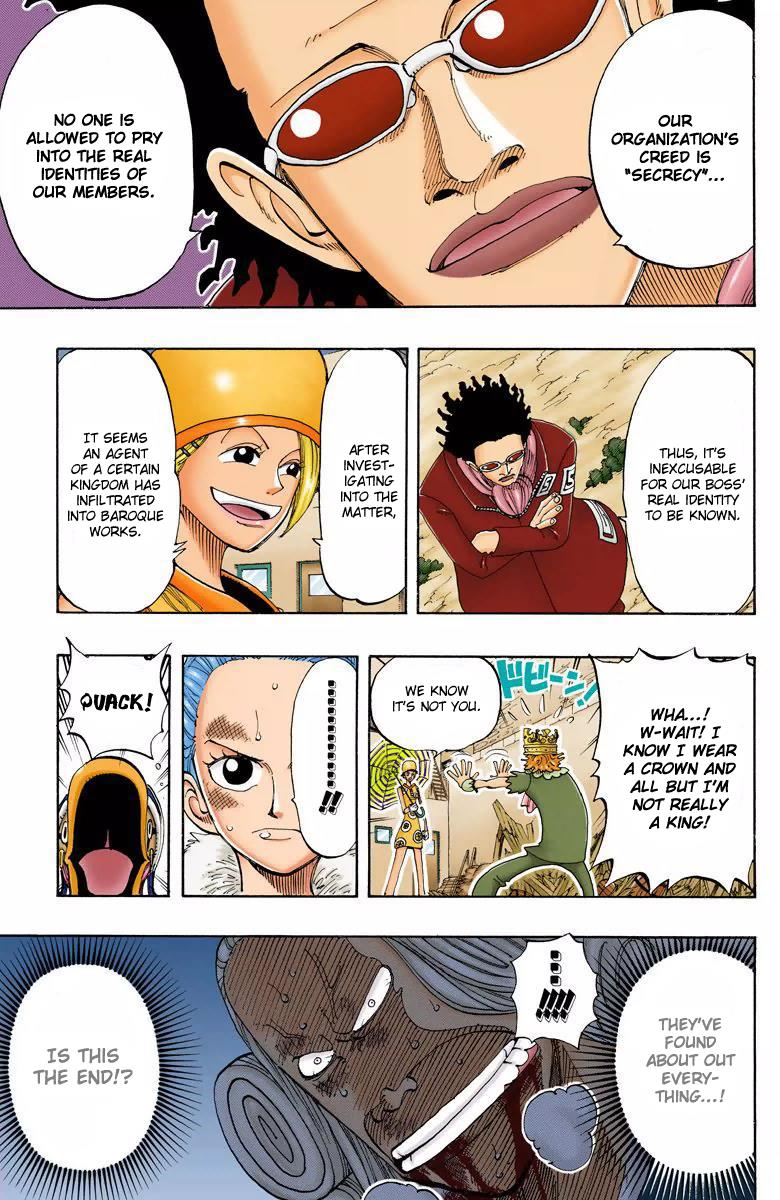 OUR
ORGANIZATION'S
CREED IS
"SECRECY"...
NO ONE IS
ALLOWED TO PRY
INTO THE REAL
IDENTITIES OF
OUR MEMBERS.
THUS, IT'S
INEXCUSABLE
FOR OUR BOSS'
REAL IDENTITY
TO BE KNOWN.
5
AFTER
INVEST-
IGATING
INTO THE
MATTER,
IT SEEMS
AN AGENT
OF A CERTAIN
KINGDOM HAS
INFILTRATED
INTO BAROQUE
WORKS.
WHA...!
W-WAIT! I
KNOW I WEAR
A CROWN AND
ALL BUT I'M
NOT REALLY
A KING!
ドビーン!
WE KNOW
IT'S NOT YOU.
.........!!
QUACK!
...!!!!
THEY'VE
FOUND
ABOUT OUT
EVERY-
THING...!
IS THIS
THE END!?